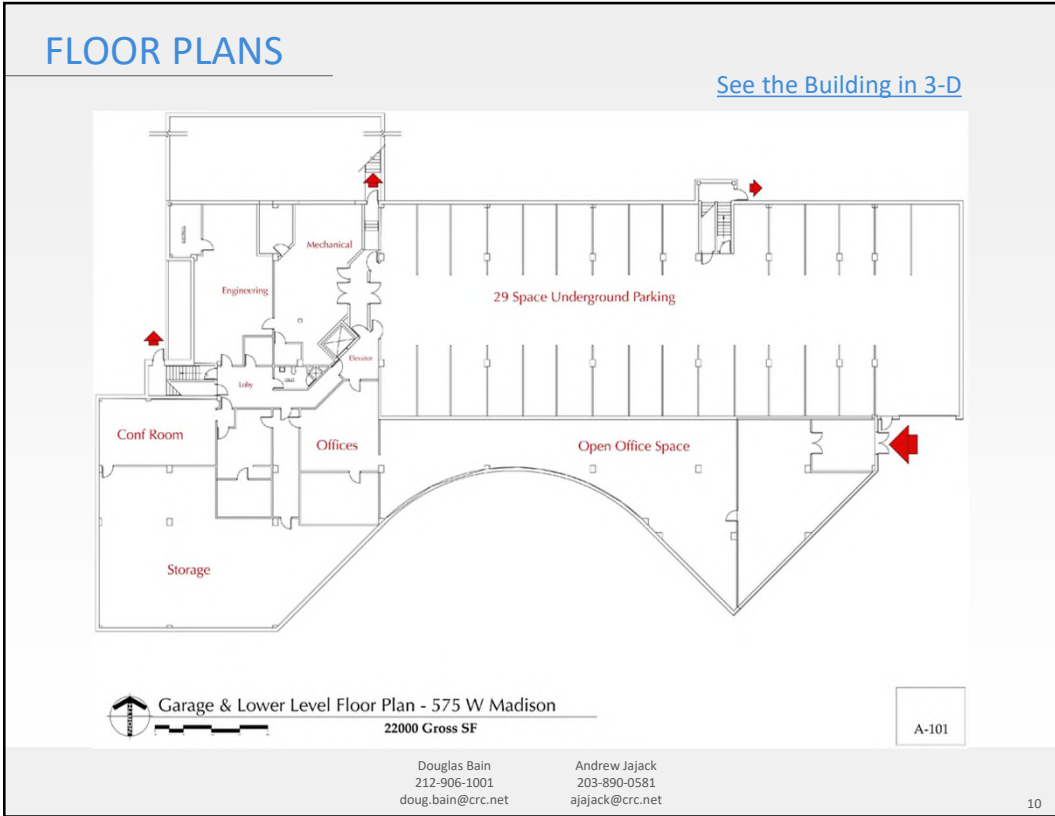 FLOOR PLANS
See the Building in 3-D
Mechanical
Engineering
29 Space Underground Parking
Elevator
Loby
Conf Room
Offices
Open Office Space
Storage
NORTH
Garage & Lower Level Floor Plan - 575 W Madison
22000 Gross SF
A-101
Douglas Bain
212-906-1001
doug.bain@crc.net
Andrew Jajack
203-890-0581
ajajack@crc.net
10